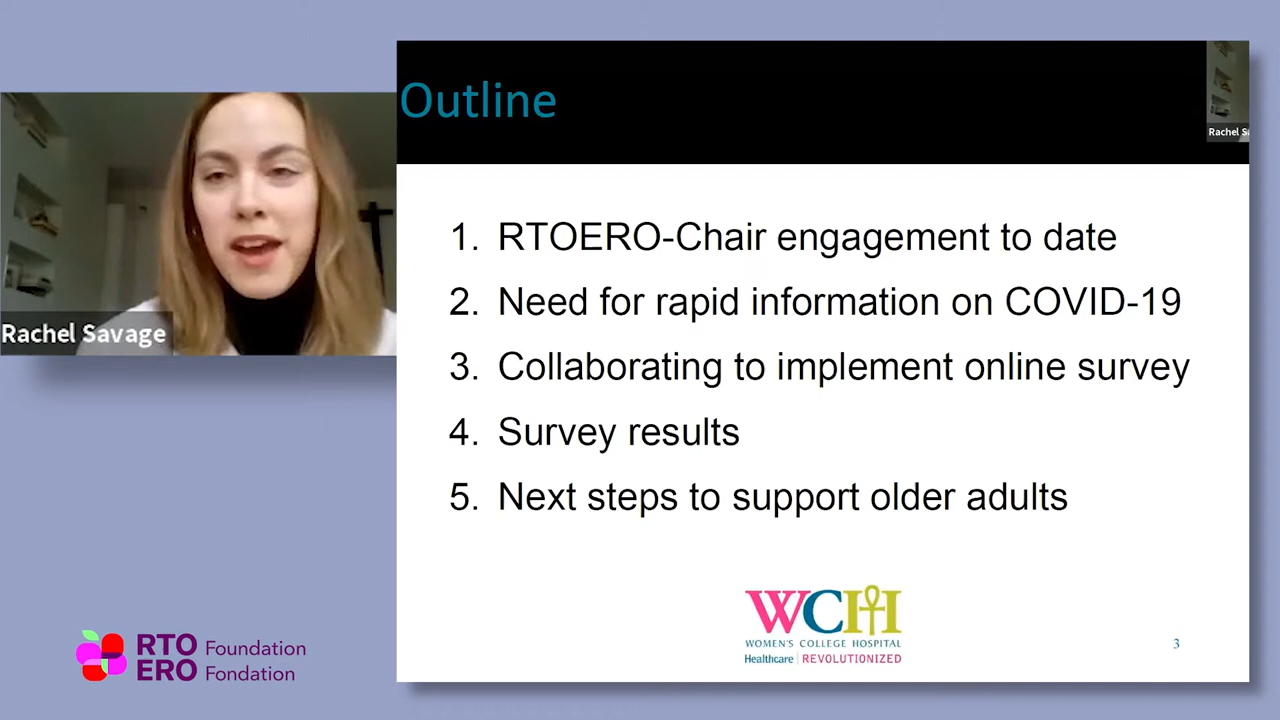 Outline
Rachel Sa
Rachel Savage
1. RTOERO-Chair engagement to date
2. Need for rapid information on COVID-19
3. Collaborating to implement online survey
4. Survey results
5. Next steps to support older adults
WCH
WOMEN'S COLLEGE HOSPITAL
Healthcare | REVOLUTIONIZED
3
RTO
ERO
Foundation
Fondation